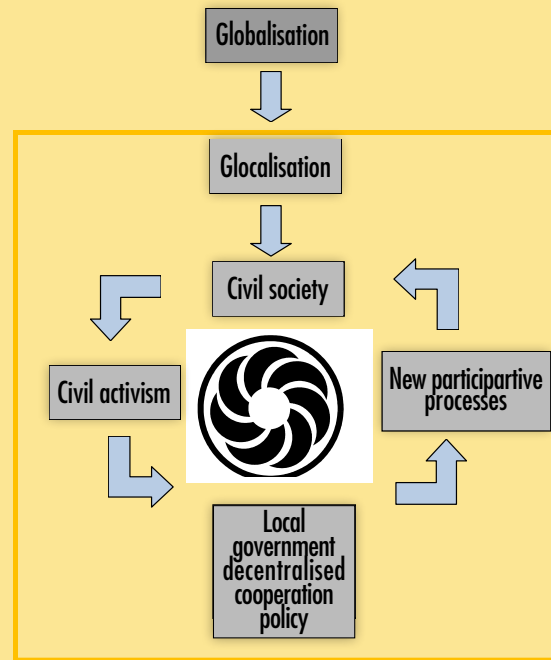 Globalisation
Glocalisation
Civil society
Civil activism
New participartive
processes
Local
government
decentralised
cooperation
policy